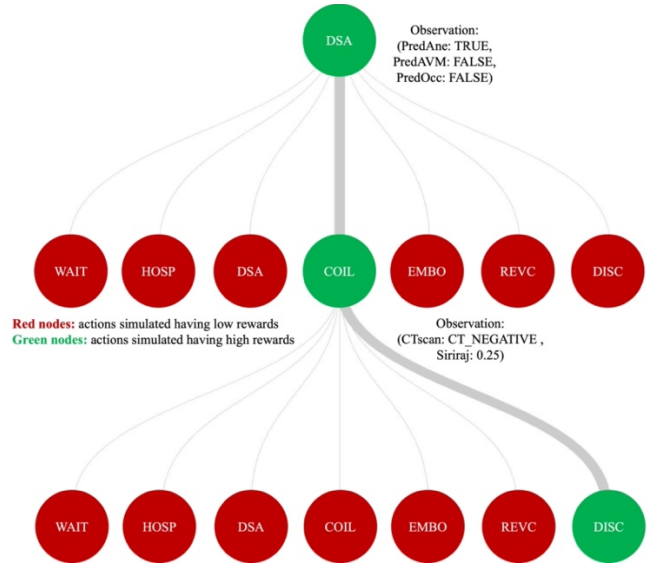 DSA
Observation:
(PredAne: TRUE,
PredAVM: FALSE,
PredOcc: FALSE)
WAIT HOSP DSA COIL EMBO REVC DISC
Red nodes: actions simulated having low rewards
Green nodes: actions simulated having high rewards
Observation:
(CTscan: CT_NEGATIVE ,
Siriraj: 0.25)
WAIT HOSP DSA COIL EMBO REVC DISC